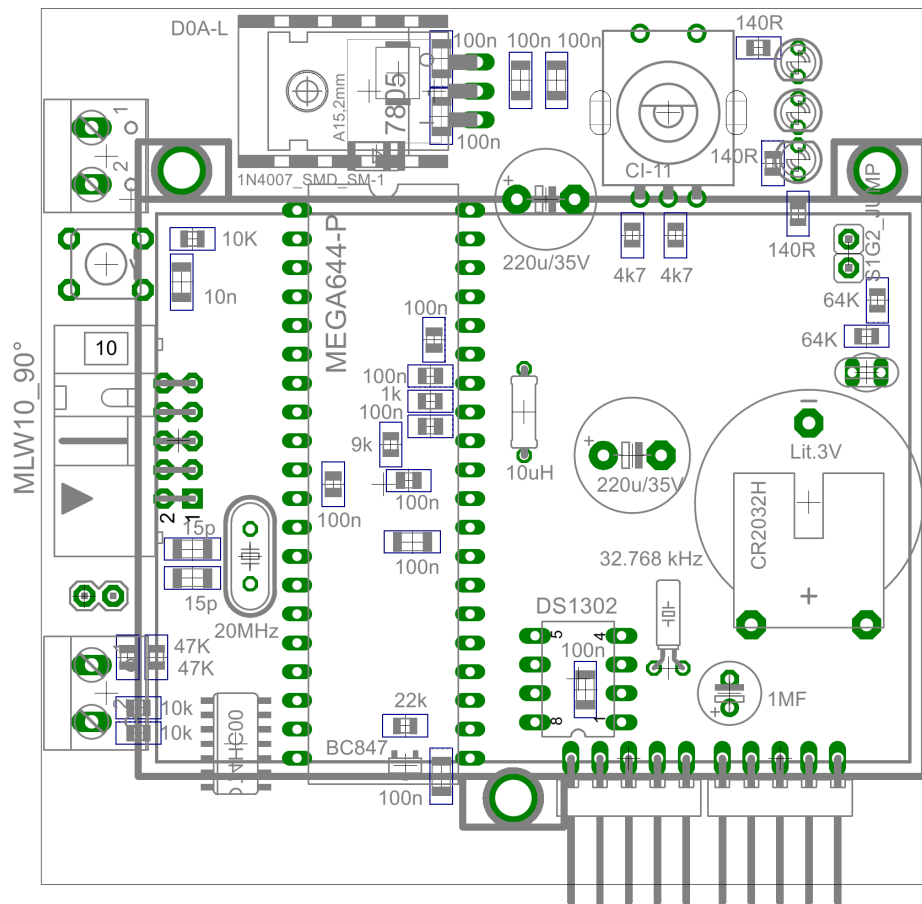 D0A-L
100n
100n
100n
140R
A15,2mm
7805
100n
1N4007_SMD_SM-1
CI-11
140R
1
2
+
220u/35V
4k7
4k7
140R
S1G2_JUMP
10K
10n
MEGA644-P
64K
64K
100n
100n
1k
100n
9k
100n
100n
100n
10
MLW10_90°
2
1
10uH
+
220u/35V
Lit.3V
CR2032H
+
15p
15p
20MHz
32.768 kHz
DS1302
5
4
8
1
100n
47K
47K
10k
10k
22k
BC847
100n
+
1MF